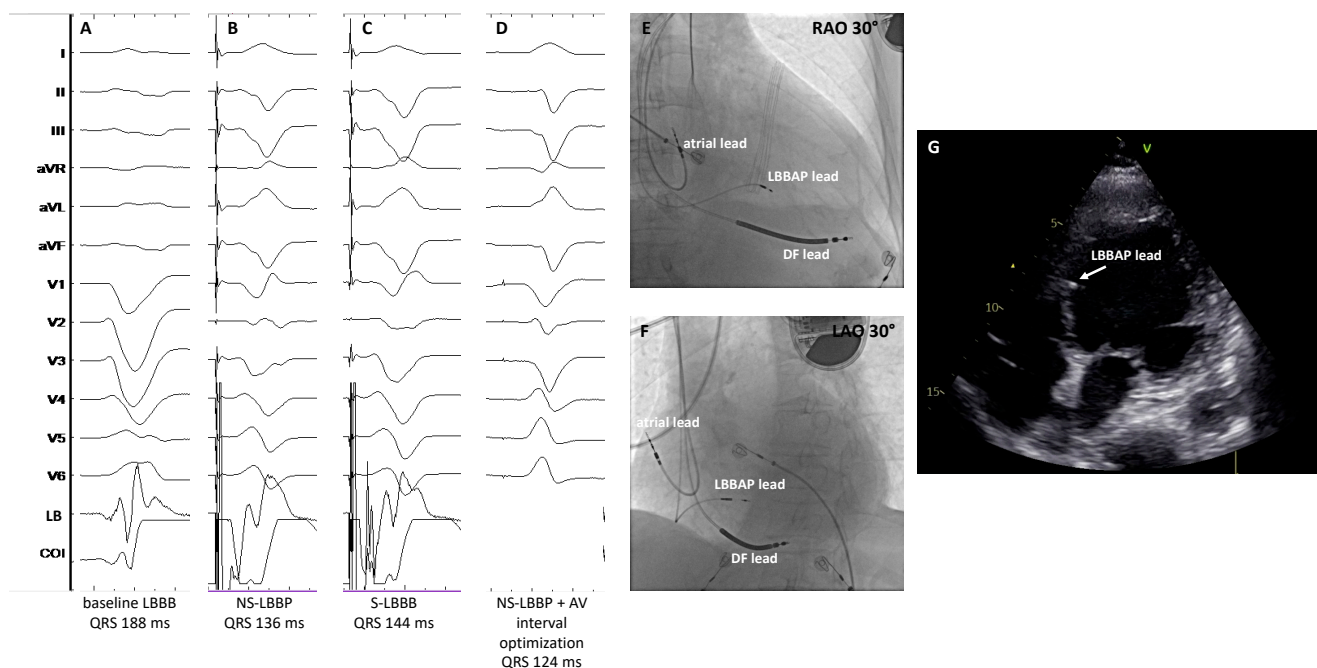 A
B
C
D
I
II
III
aVR
aVL
aVF
V1
V2
V3
V4
V5
V6
LB
COI
baseline LBBB
QRS 188 ms
NS-LBBP
QRS 136 ms
S-LBBB
QRS 144 ms
NS-LBBP + AV
interval
optimization
QRS 124 ms
E
RAO 30°
atrial lead
LBBAP lead
DF lead
F
LAO 30°
atrial lead
LBBAP lead
DF lead
G
V
5
LBBAP lead
10
15